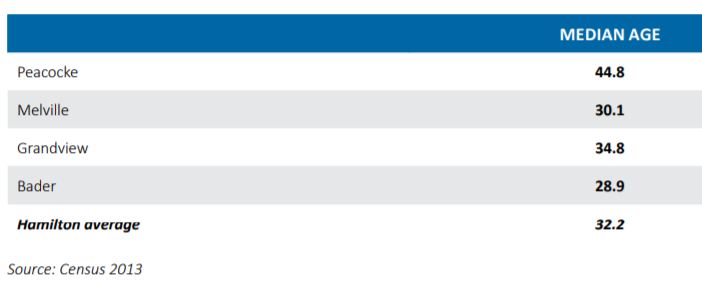 MEDIAN AGE
Peacocke 44.8
Melville 30.1
Grandview 34.8
Bader 28.9
Hamilton average 32.2
Source: Census 2013